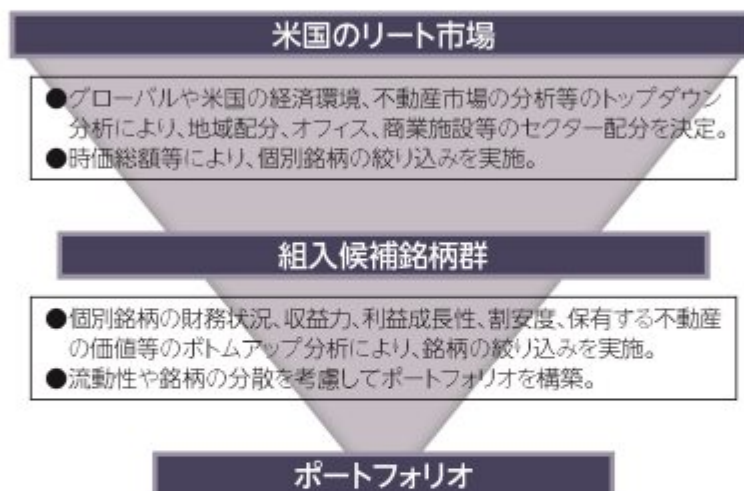 米国のリート市場
●グローバルや米国の経済環境、不動産市場の分析等のトップダウン
分析により、地域配分、オフィス、商業施設等のセクター配分を決定。
●時価総額等により、個別銘柄の絞り込みを実施。
組入候補銘柄群
●個別銘柄の財務状況、収益力、利益成長性、割安度、保有する不動産
の価値等のボトムアップ分析により、銘柄の絞り込みを実施。
●流動性や銘柄の分散を考慮してポートフォリオを構築。
ポートフォリオ